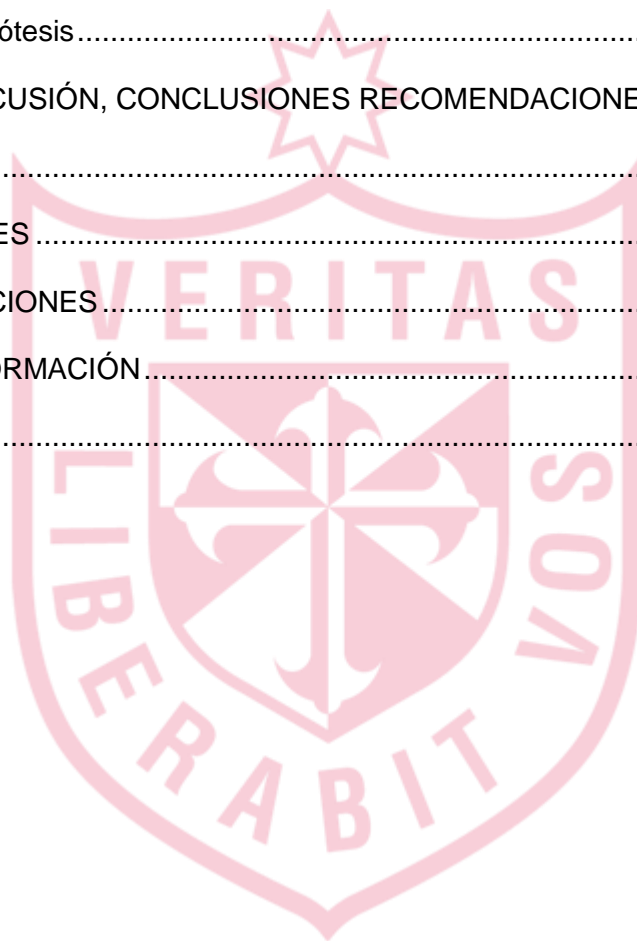 ótesis........................................................................................
CUSIÓN, CONCLUSIONES RECOMENDACIONE
........................................................................................
ES........................................................................................
CIONES........................................................................................
ORMACIÓN........................................................................................
........................................................................................
VERITAS
LIBERABIT VOS